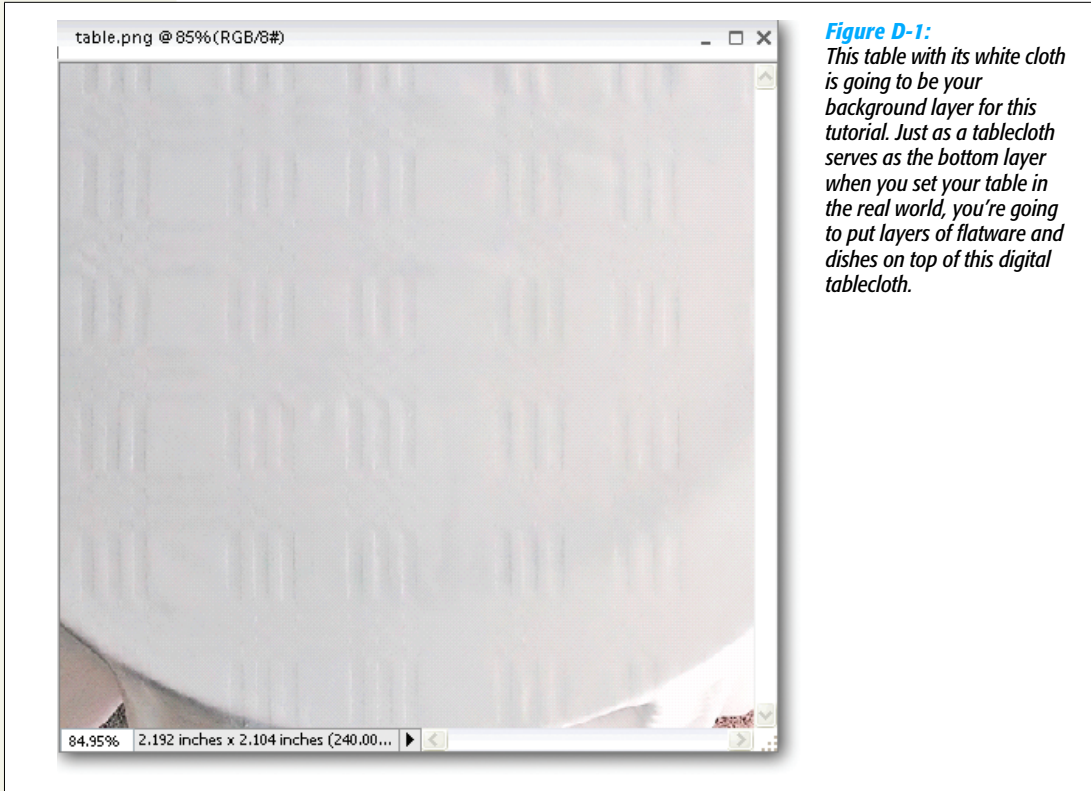 table.png @ 85%(RGB/8#)
84.95%
2.192 inches x 2.104 inches (240.00...
Figure D-1:
This table with its white cloth
is going to be your
background layer for this
tutorial. Just as a tablecloth
serves as the bottom layer
when you set your table in
the real world, you’re going
to put layers of flatware and
dishes on top of this digital
tablecloth.